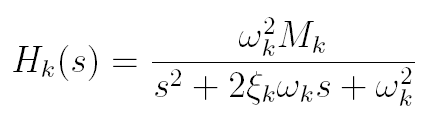 H_k(s) = \frac{\omega_k^2 M_k}{s^2 + 2\xi_k\omega_k s + \omega_k^2}